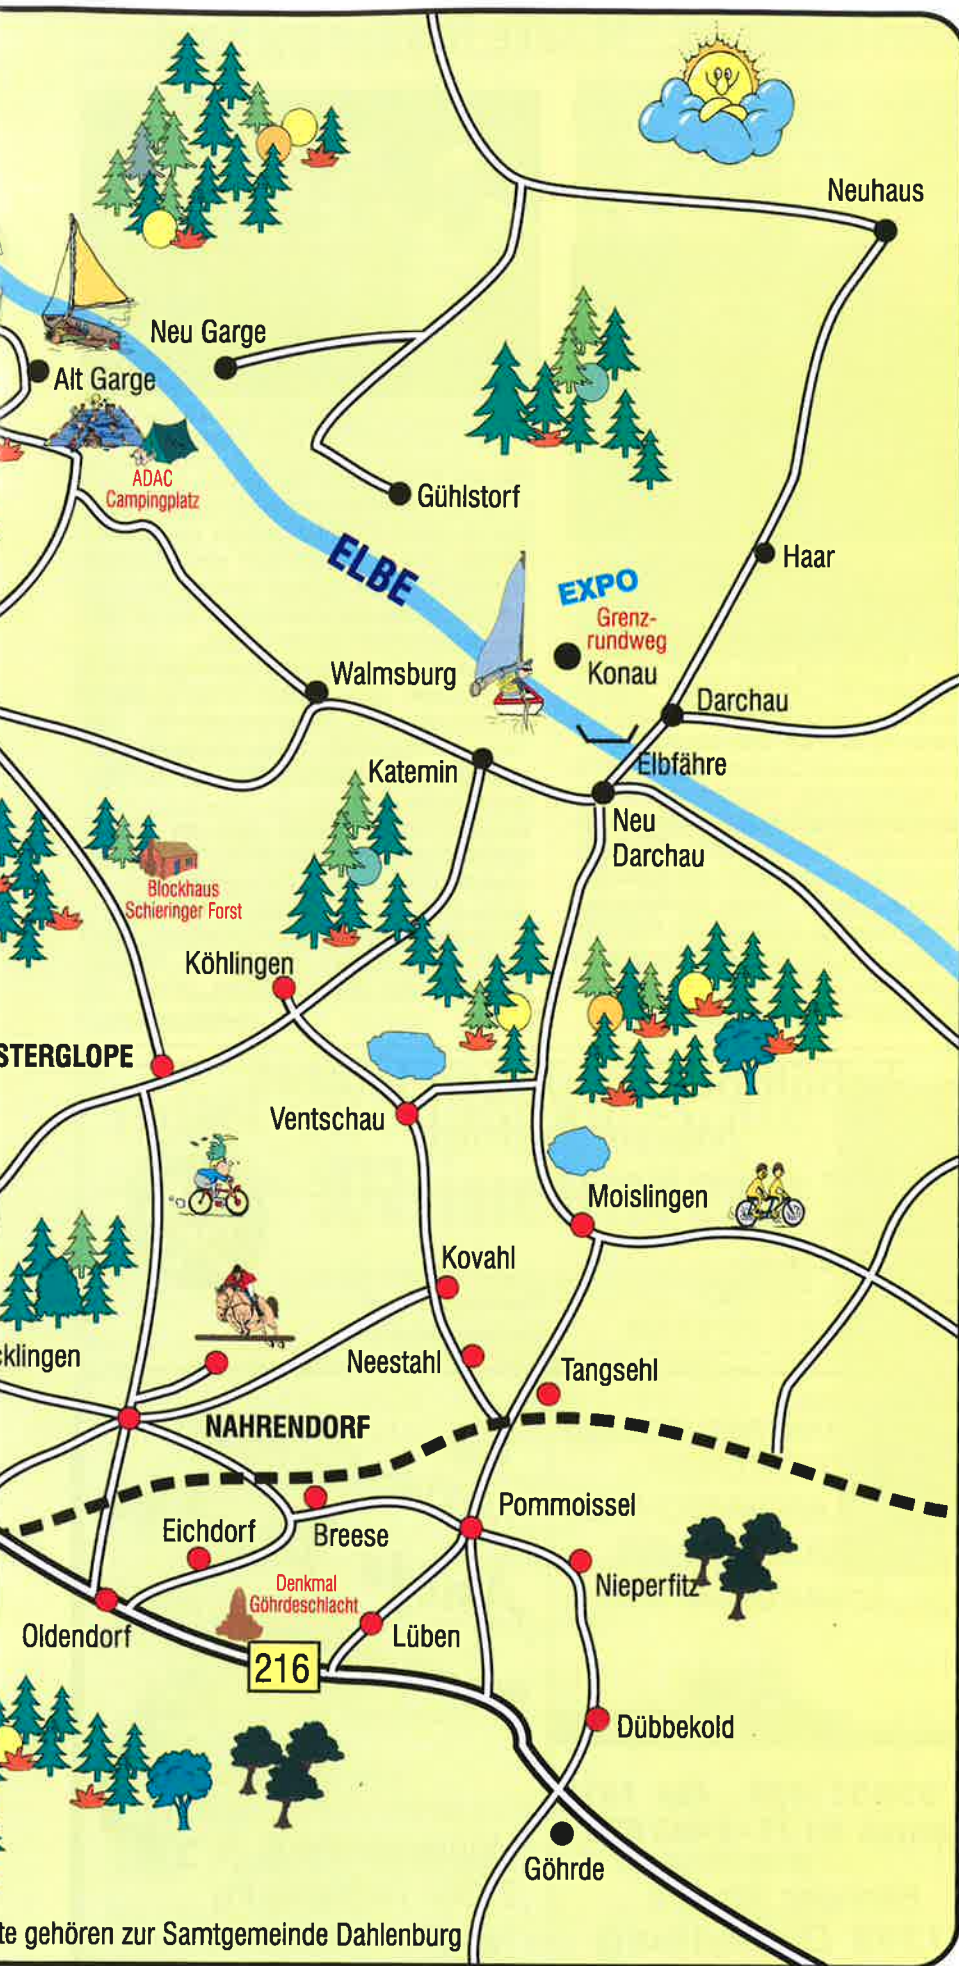 Neuhaus
Neu Garge
Alt Garge
ADAC
Campingplatz
Gühlstorf
ELBE
Haar
EXPO
Grenz-
rundweg
Konau
Walmsburg
Darchau
Katemin
Elbfähre
Neu
Darchau
Blockhaus
Schieringer Forst
Köhlingen
STERGLOPE
Ventschau
Moislingen
Kovahl
cklingen
Neestahl
Tangsehl
NAHRENDORF
Pommoissel
Eichdorf
Breese
Nieperfitz
Denkmal
Göhrdeschlacht
Oldendorf
Lüben
216
Dübbekold
Göhrde
te gehören zur Samtgemeinde Dahlenburg